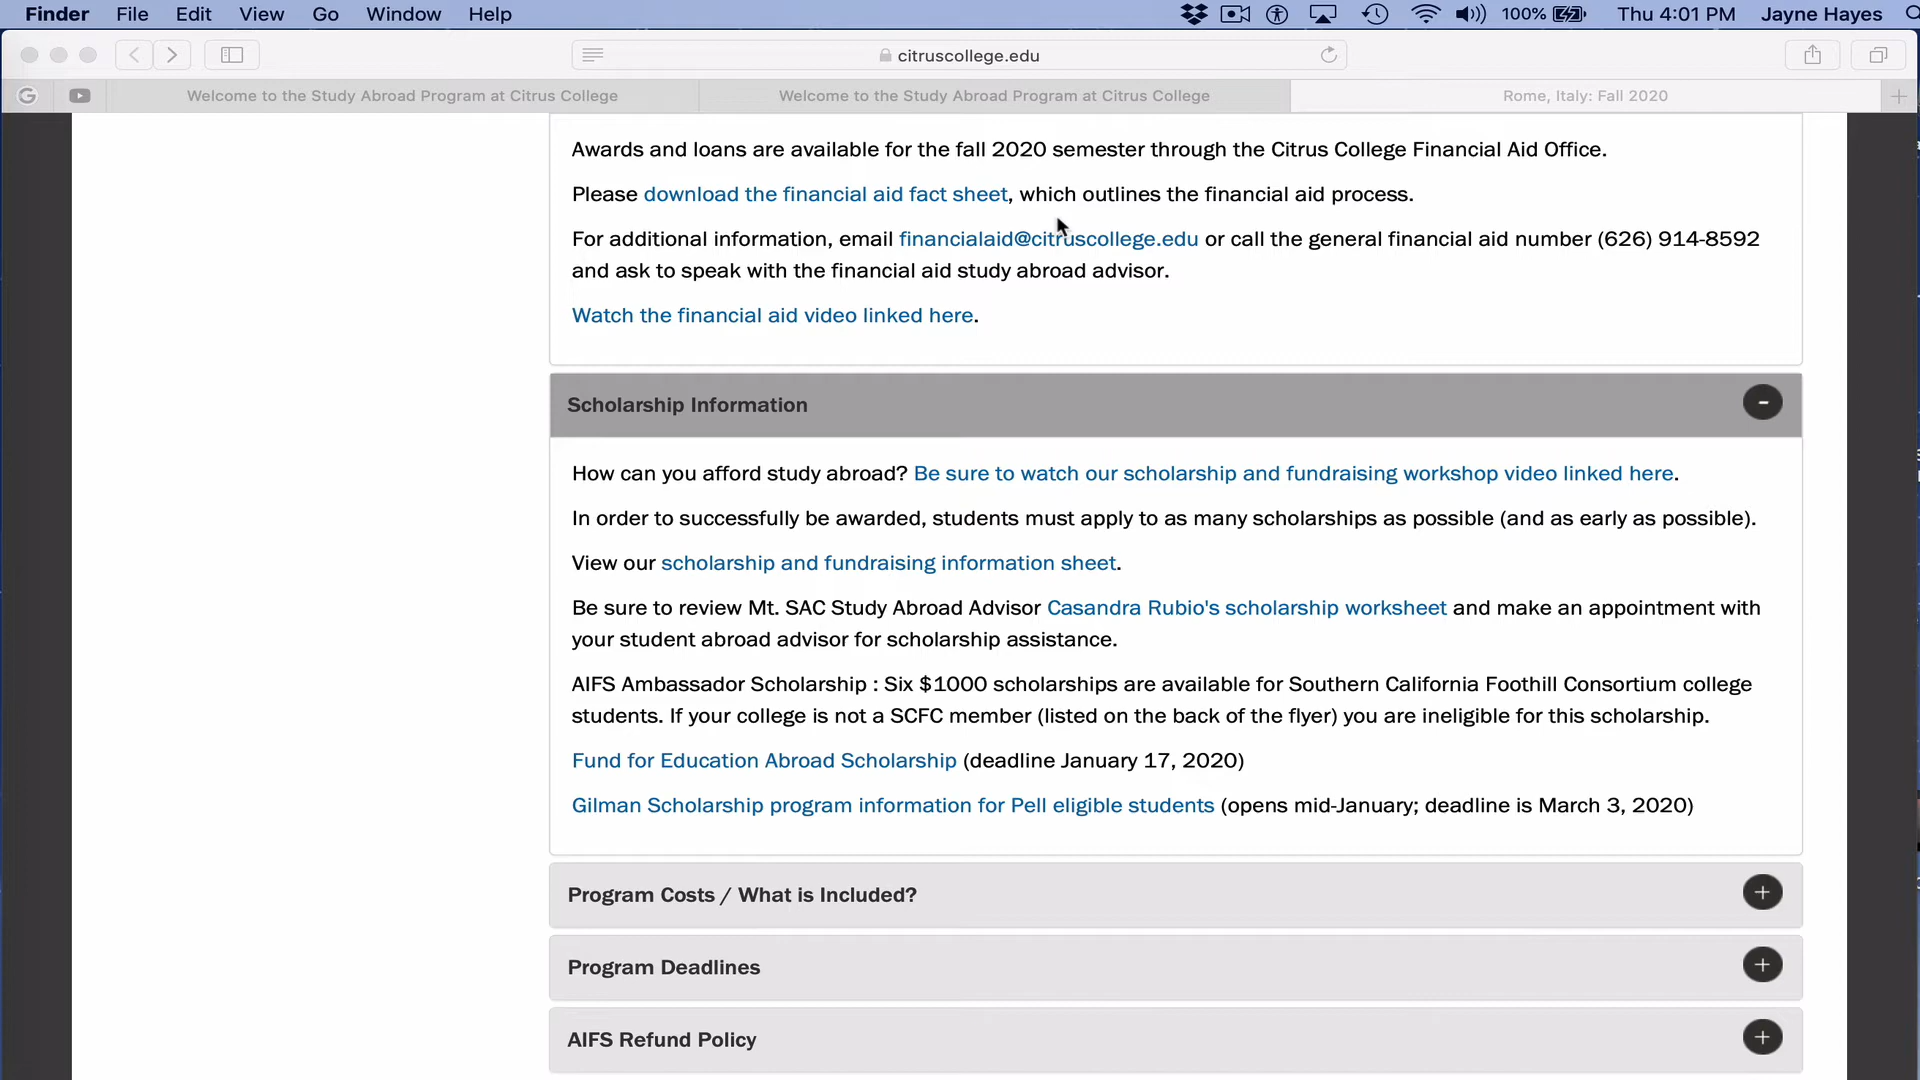 Finder File Edit View Go Window Help 100% Thu 4:01 PM Jayne Hayes
citruscollege.edu
G Welcome to the Study Abroad Program at Citrus College Welcome to the Study Abroad Program at Citrus College Rome, Italy: Fall 2020 +
Awards and loans are available for the fall 2020 semester through the Citrus College Financial Aid Office.
Please download the financial aid fact sheet, which outlines the financial aid process.
For additional information, email financialaid@citruscollege.edu or call the general financial aid number (626) 914-8592
and ask to speak with the financial aid study abroad advisor.
Watch the financial aid video linked here.
Scholarship Information -
How can you afford study abroad? Be sure to watch our scholarship and fundraising workshop video linked here.
In order to successfully be awarded, students must apply to as many scholarships as possible (and as early as possible).
View our scholarship and fundraising information sheet.
Be sure to review Mt. SAC Study Abroad Advisor Casandra Rubio's scholarship worksheet and make an appointment with
your student abroad advisor for scholarship assistance.
AIFS Ambassador Scholarship : Six $1000 scholarships are available for Southern California Foothill Consortium college
students. If your college is not a SCFC member (listed on the back of the flyer) you are ineligible for this scholarship.
Fund for Education Abroad Scholarship (deadline January 17, 2020)
Gilman Scholarship program information for Pell eligible students (opens mid-January; deadline is March 3, 2020)
Program Costs / What is Included? +
Program Deadlines +
AIFS Refund Policy +